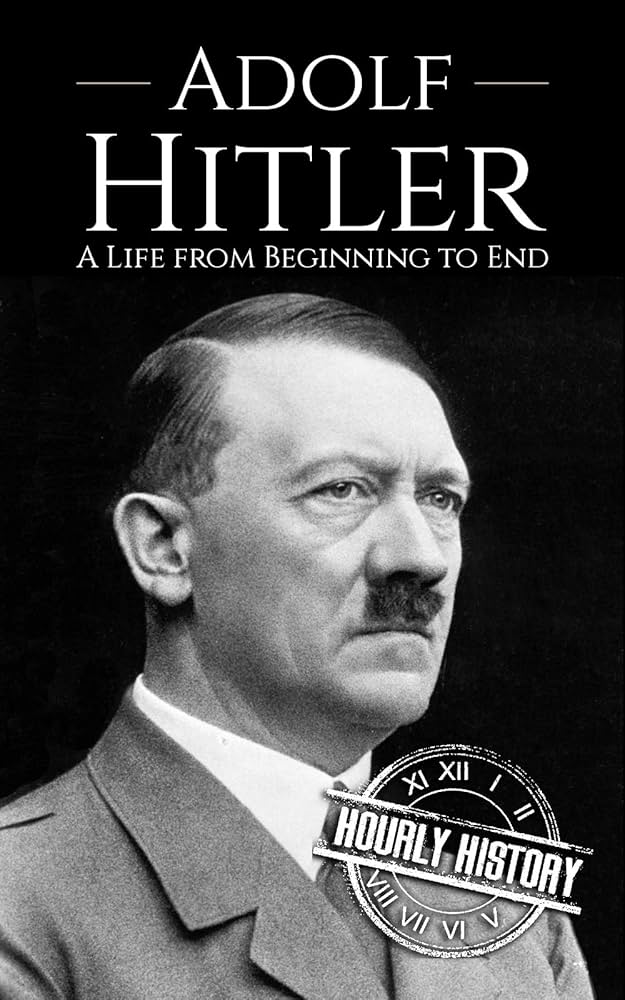 ADOLF
HITLER
A LIFE FROM BEGINNING TO END
XI XII I II
HOURLY HISTORY
VIII VII VI V